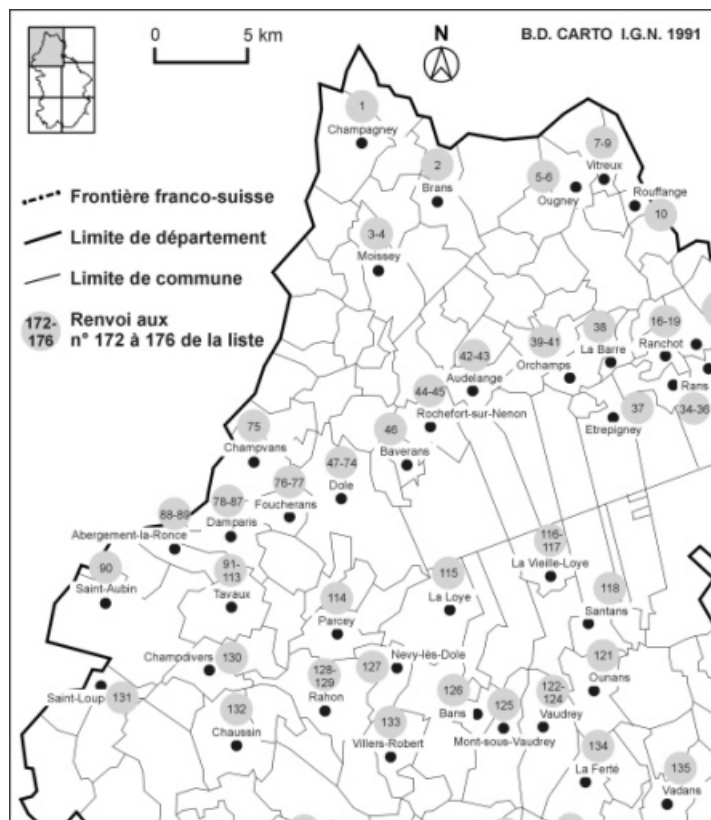 0
5 km
N
B.D. CARTO I.G.N. 1991
1
Champagney
2
Brans
7-9
Vitreux
5-6
Ougney
Rouffange
10
Frontière franco-suisse
Limite de département
Limite de commune
172-
176
Renvoi aux
n° 172 à 176 de la liste
3-4
Moissey
16-19
Ranchot
38
La Barre
39-41
Orchamps
42-43
Audelange
Rans
44-45
Rochefort-sur-Nenon
37
Etrepigney
34-36
75
Champvans
46
Baverans
47-74
Dole
76-77
Foucherans
78-87
Damparis
88-89
Abergement-la-Ronce
90
Saint-Aubin
91-
113
Tavaux
116-
117
La Vieille-Loye
115
La Loye
114
Parcey
118
Santans
Champdivers
130
128-
129
Rahon
127
Nevy-lès-Dole
121
Ounans
Saint-Loup
131
132
Chaussin
126
Bans
125
Mont-sous-Vaudrey
122-
124
Vaudrey
133
Villers-Robert
134
La Ferté
135
Vadans